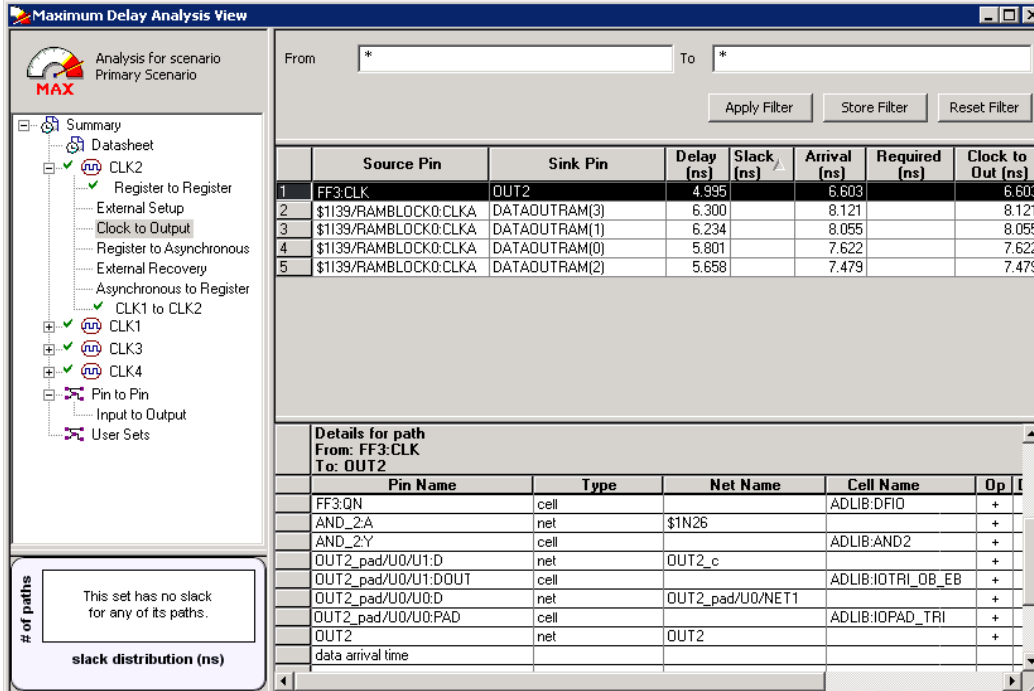 Maximum Delay Analysis View
Analysis for scenario
Primary Scenario
MAX
Summary
Datasheet
CLK2
Register to Register
External Setup
Clock to Output
Register to Asynchronous
External Recovery
Asynchronous to Register
CLK1 to CLK2
CLK1
CLK3
CLK4
Pin to Pin
Input to Output
User Sets
# of paths
This set has no slack
for any of its paths.
slack distribution (ns)
From * To *
Apply Filter Store Filter Reset Filter
Source Pin Sink Pin Delay (ns) Slack (ns) Arrival (ns) Required (ns) Clock to Out (ns)
1 FF3:CLK OUT2 4.995 6.603 6.603
2 $1I39/RAMBLOCK0:CLKA DATAOUTRAM(3) 6.300 8.121 8.121
3 $1I39/RAMBLOCK0:CLKA DATAOUTRAM(1) 6.234 8.055 8.055
4 $1I39/RAMBLOCK0:CLKA DATAOUTRAM(0) 5.801 7.622 7.622
5 $1I39/RAMBLOCK0:CLKA DATAOUTRAM(2) 5.658 7.479 7.479
Details for path
From: FF3:CLK
To: OUT2
Pin Name Type Net Name Cell Name Op
FF3:QN cell ADLIB:DFI0 +
AND_2:A net $1N26 +
AND_2:Y cell ADLIB:AND2 +
OUT2_pad/U0/U1:D net OUT2_c +
OUT2_pad/U0/U1:DOUT cell ADLIB:IOTRI_OB_EB +
OUT2_pad/U0/U0:D net OUT2_pad/U0/NET1 +
OUT2_pad/U0/U0:PAD cell ADLIB:IOPAD_TRI +
OUT2 net OUT2 +
data arrival time